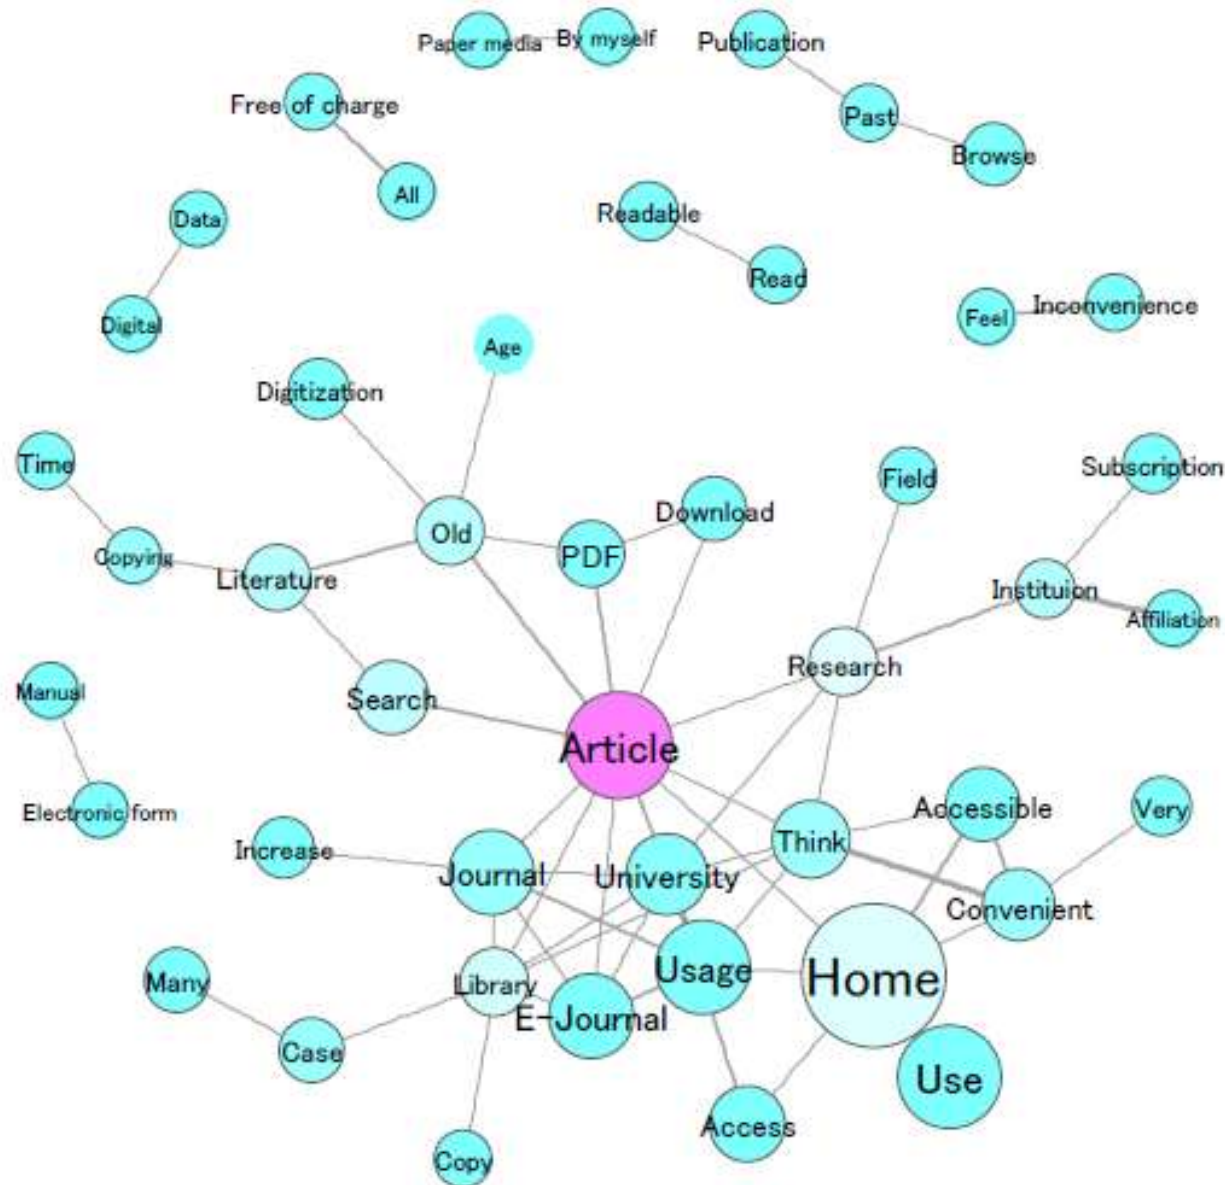 Paper media
By myself
Publication
Free of charge
Past
Browse
All
Data
Readable
Read
Digital
Feel
Inconvenience
Age
Digitization
Time
Field
Subscription
Download
Old
PDF
Copying
Literature
Instituion
Affiliation
Research
Manual
Search
Article
Electronic form
Accessible
Very
Increase
Think
Journal
University
Convenient
Many
Library
Usage
Home
E-Journal
Case
Use
Access
Copy